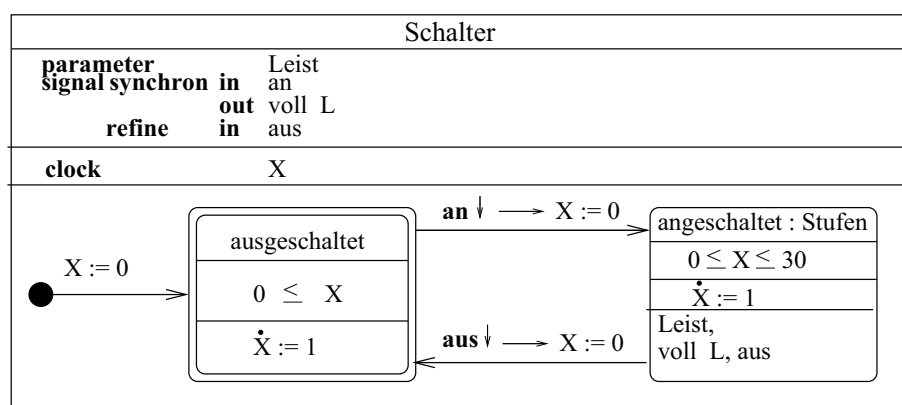 Schalter
parameter Leist
signal synchron in an
out voll L
refine in aus
clock X
an ↓ ⟶ X := 0
ausgeschaltet
angeschaltet : Stufen
X := 0
0 ≤ X
0 ≤ X ≤ 30
Ẋ := 1
Ẋ := 1
Leist,
voll L, aus
aus ↓ ⟶ X := 0